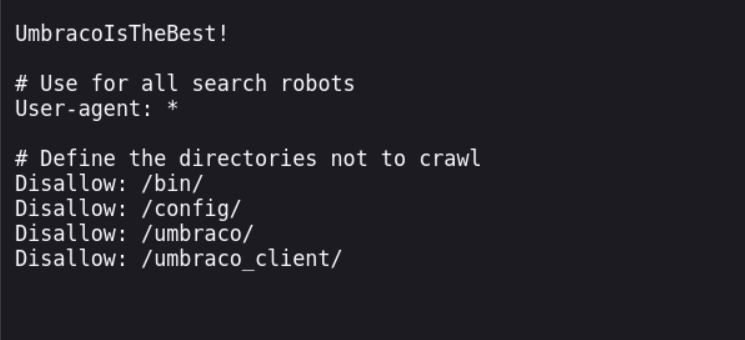 UmbracoIsTheBest!
# Use for all search robots
User-agent: *
# Define the directories not to crawl
Disallow: /bin/
Disallow: /config/
Disallow: /umbraco/
Disallow: /umbraco_client/